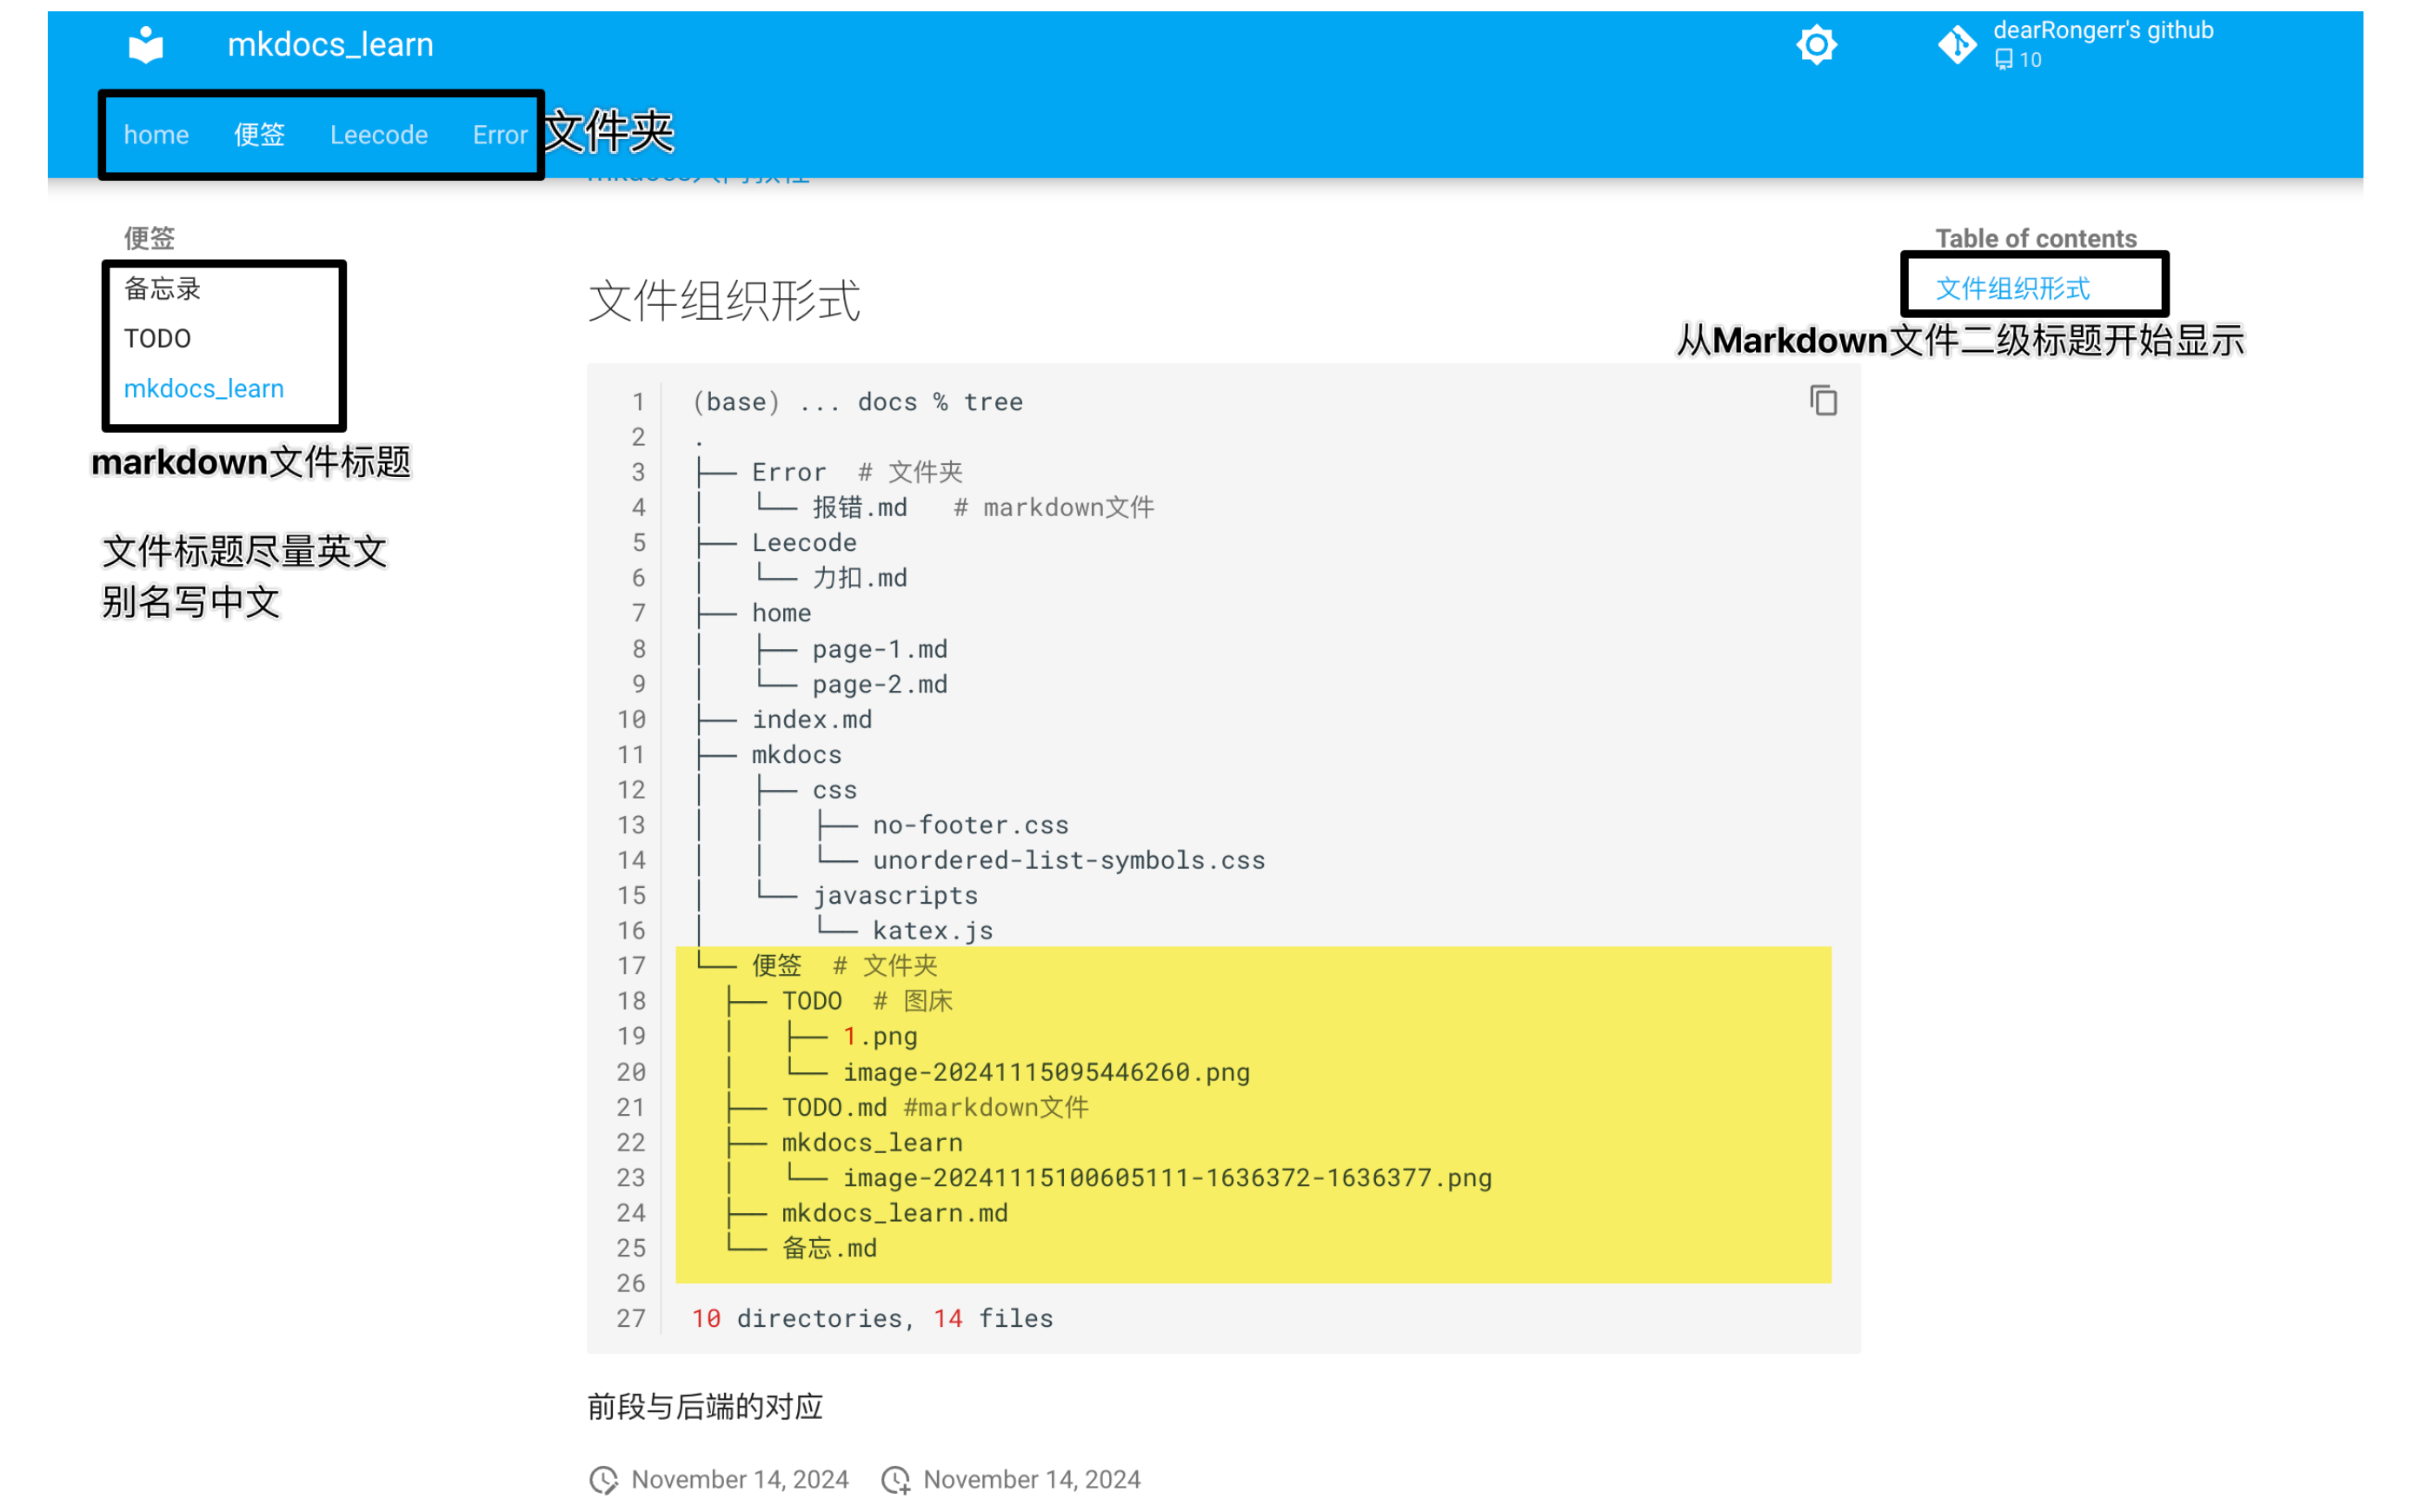 mkdocs_learn
dearRongerr's github
10
home 便签 Leecode Error
文件夹
便签
备忘录
TODO
mkdocs_learn
markdown文件标题
文件标题尽量英文
别名写中文
文件组织形式
1 (base) ... docs % tree
2 .
3 ├── Error  # 文件夹
4 │   └── 报错.md   # markdown文件
5 ├── Leecode
6 │   └── 力扣.md
7 ├── home
8 │   ├── page-1.md
9 │   └── page-2.md
10 ├── index.md
11 ├── mkdocs
12 │   ├── css
13 │   │   ├── no-footer.css
14 │   │   └── unordered-list-symbols.css
15 │   └── javascripts
16 │       └── katex.js
17 └── 便签  # 文件夹
18   ├── TODO  # 图床
19   │   ├── 1.png
20   │   └── image-20241115095446260.png
21   ├── TODO.md #markdown文件
22   ├── mkdocs_learn
23   │   └── image-20241115100605111-1636372-1636377.png
24   ├── mkdocs_learn.md
25   └── 备忘.md
26
27 10 directories, 14 files
前段与后端的对应
November 14, 2024 November 14, 2024
Table of contents
文件组织形式
从Markdown文件二级标题开始显示